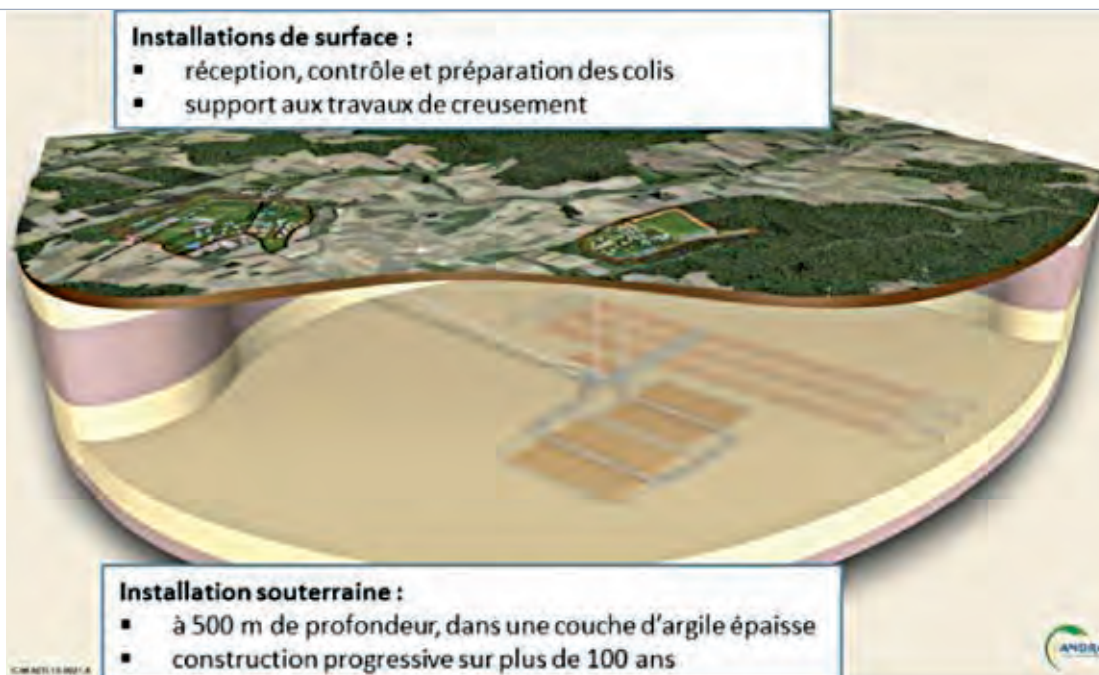 Installations de surface :
▪ réception, contrôle et préparation des colis
▪ support aux travaux de creusement
Installation souterraine :
▪ à 500 m de profondeur, dans une couche d'argile épaisse
▪ construction progressive sur plus de 100 ans
ANDRA